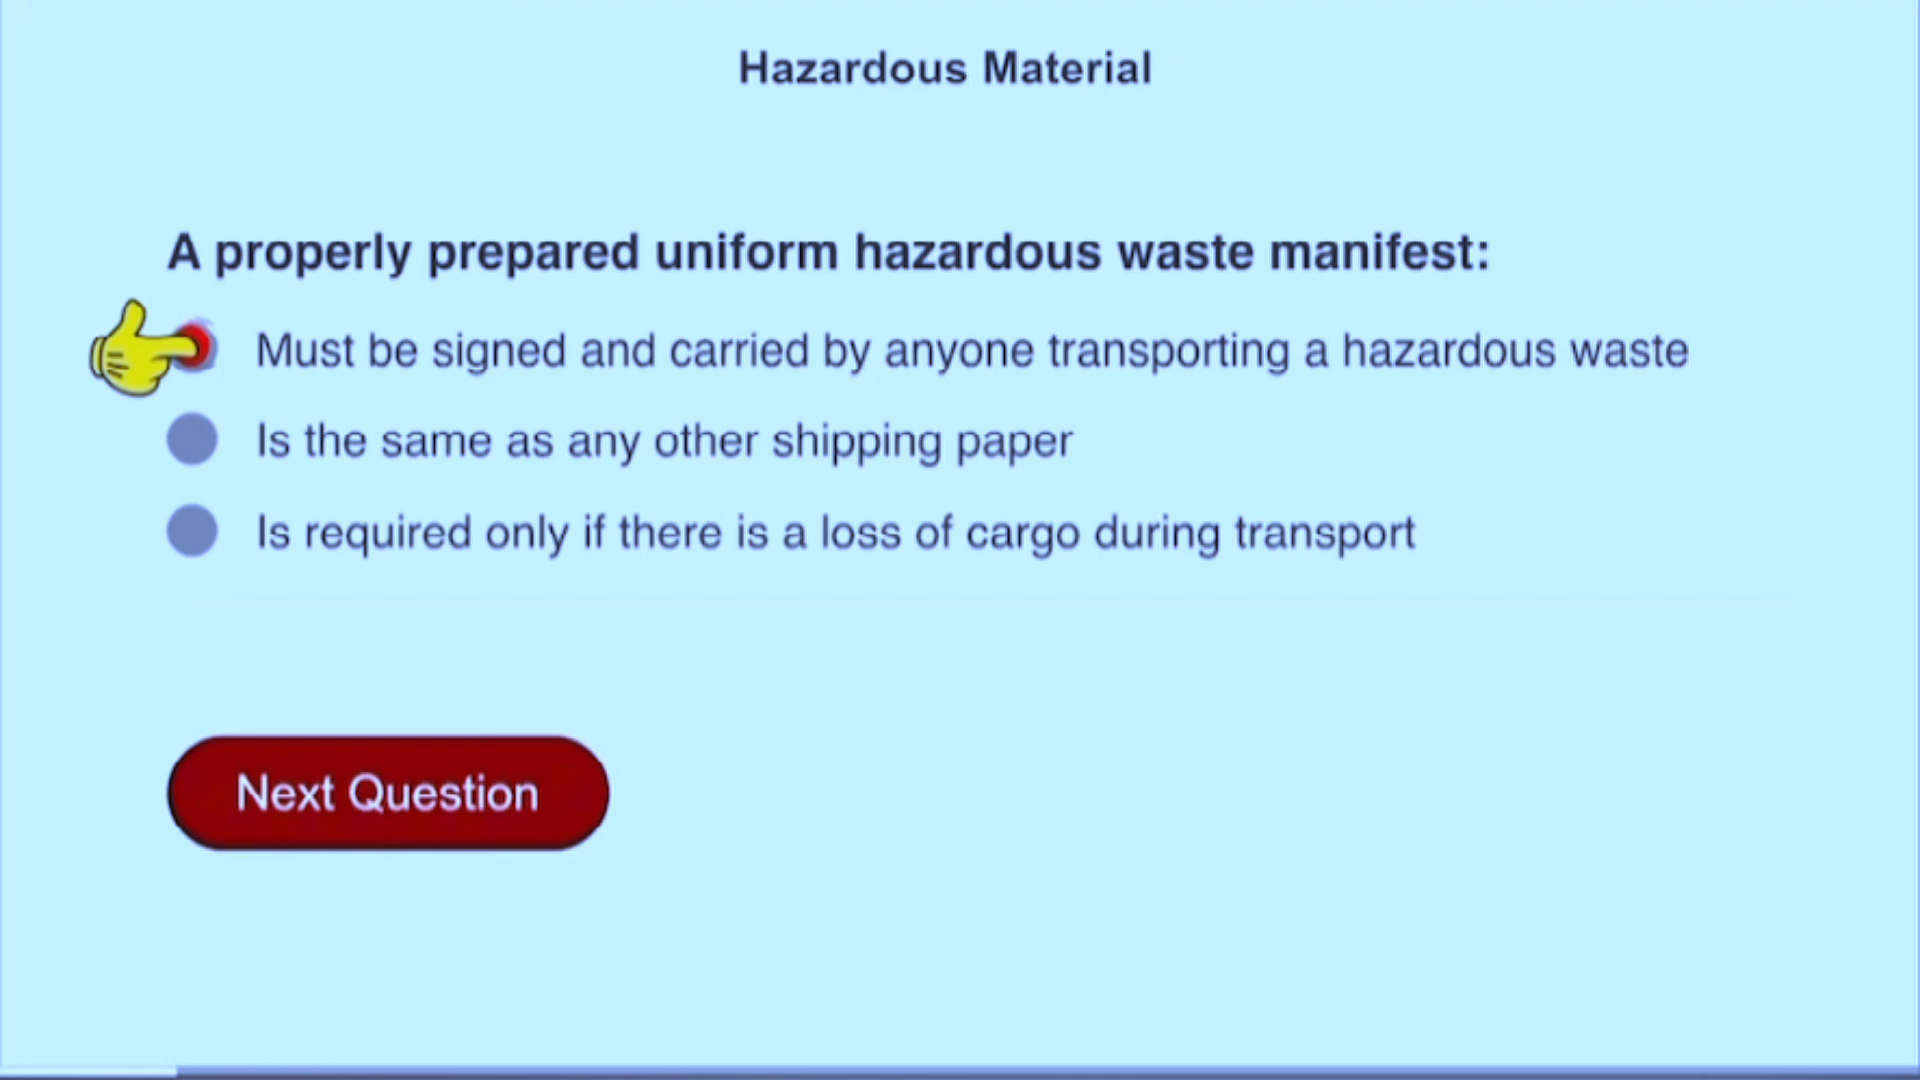 Hazardous Material
A properly prepared uniform hazardous waste manifest:
Must be signed and carried by anyone transporting a hazardous waste
Is the same as any other shipping paper
Is required only if there is a loss of cargo during transport
Next Question